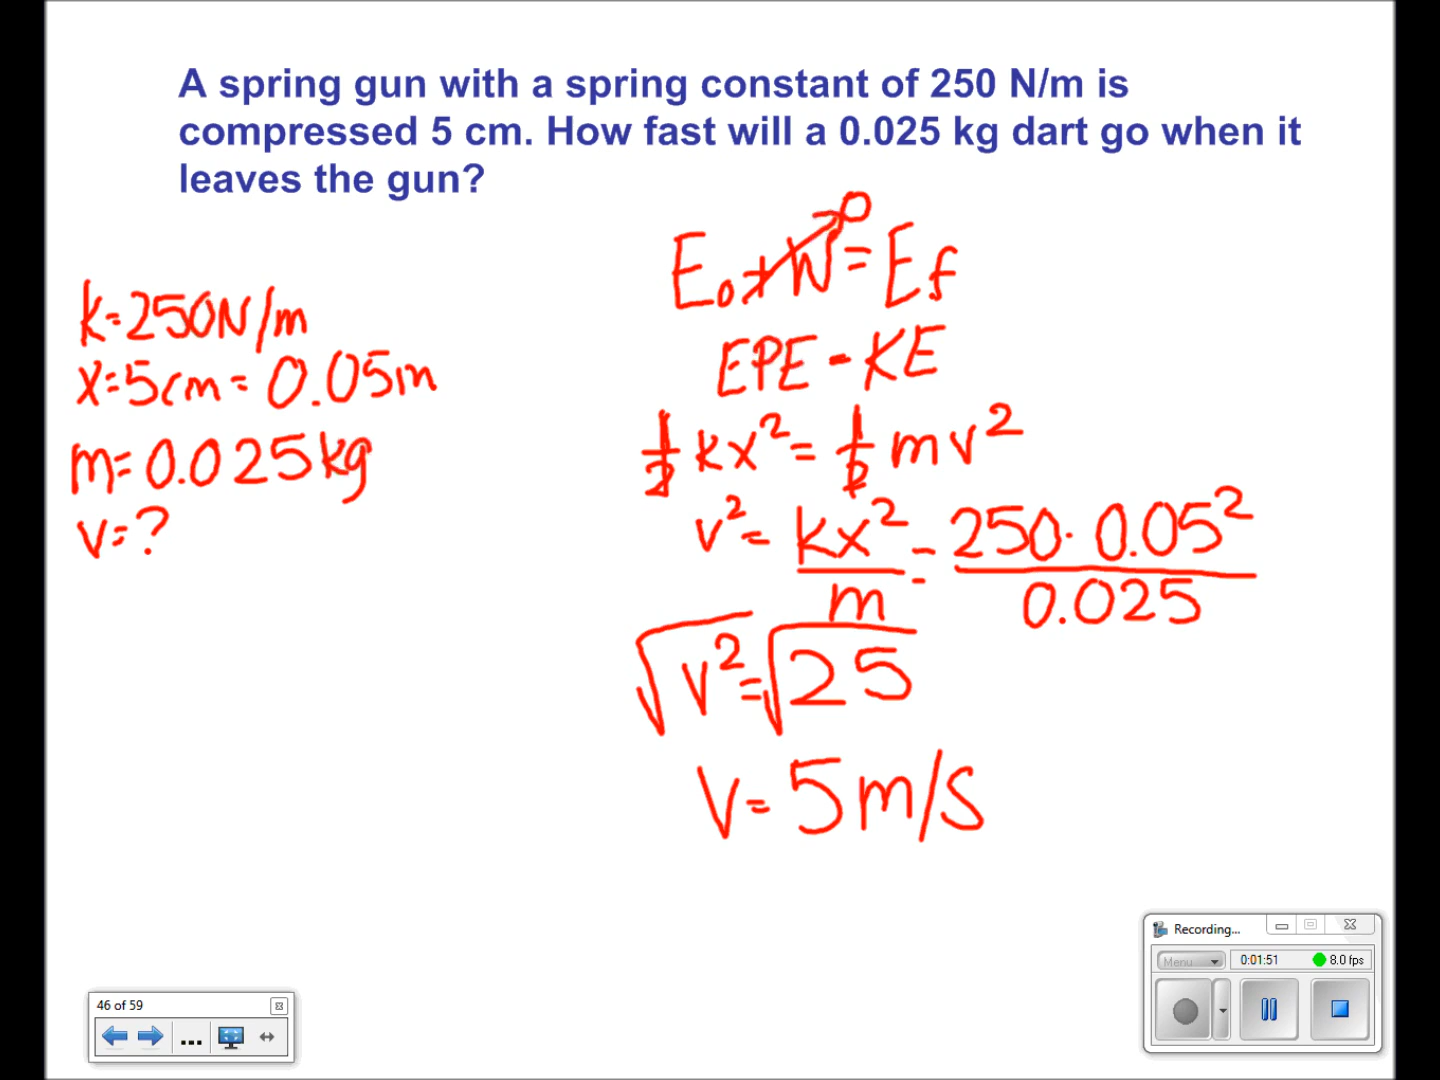 A spring gun with a spring constant of 250 N/m is
compressed 5 cm. How fast will a 0.025 kg dart go when it
leaves the gun?
k=250N/m
x=5cm=0.05m
m=0.025kg
v=?
E₀+W=E_f
0
EPE=KE
½kx²=½mv²
v²=kx²/m=250·0.05²/0.025
√v²=√25
v=5m/s
Recording...
Menu
0:01:51
8.0 fps
46 of 59
...